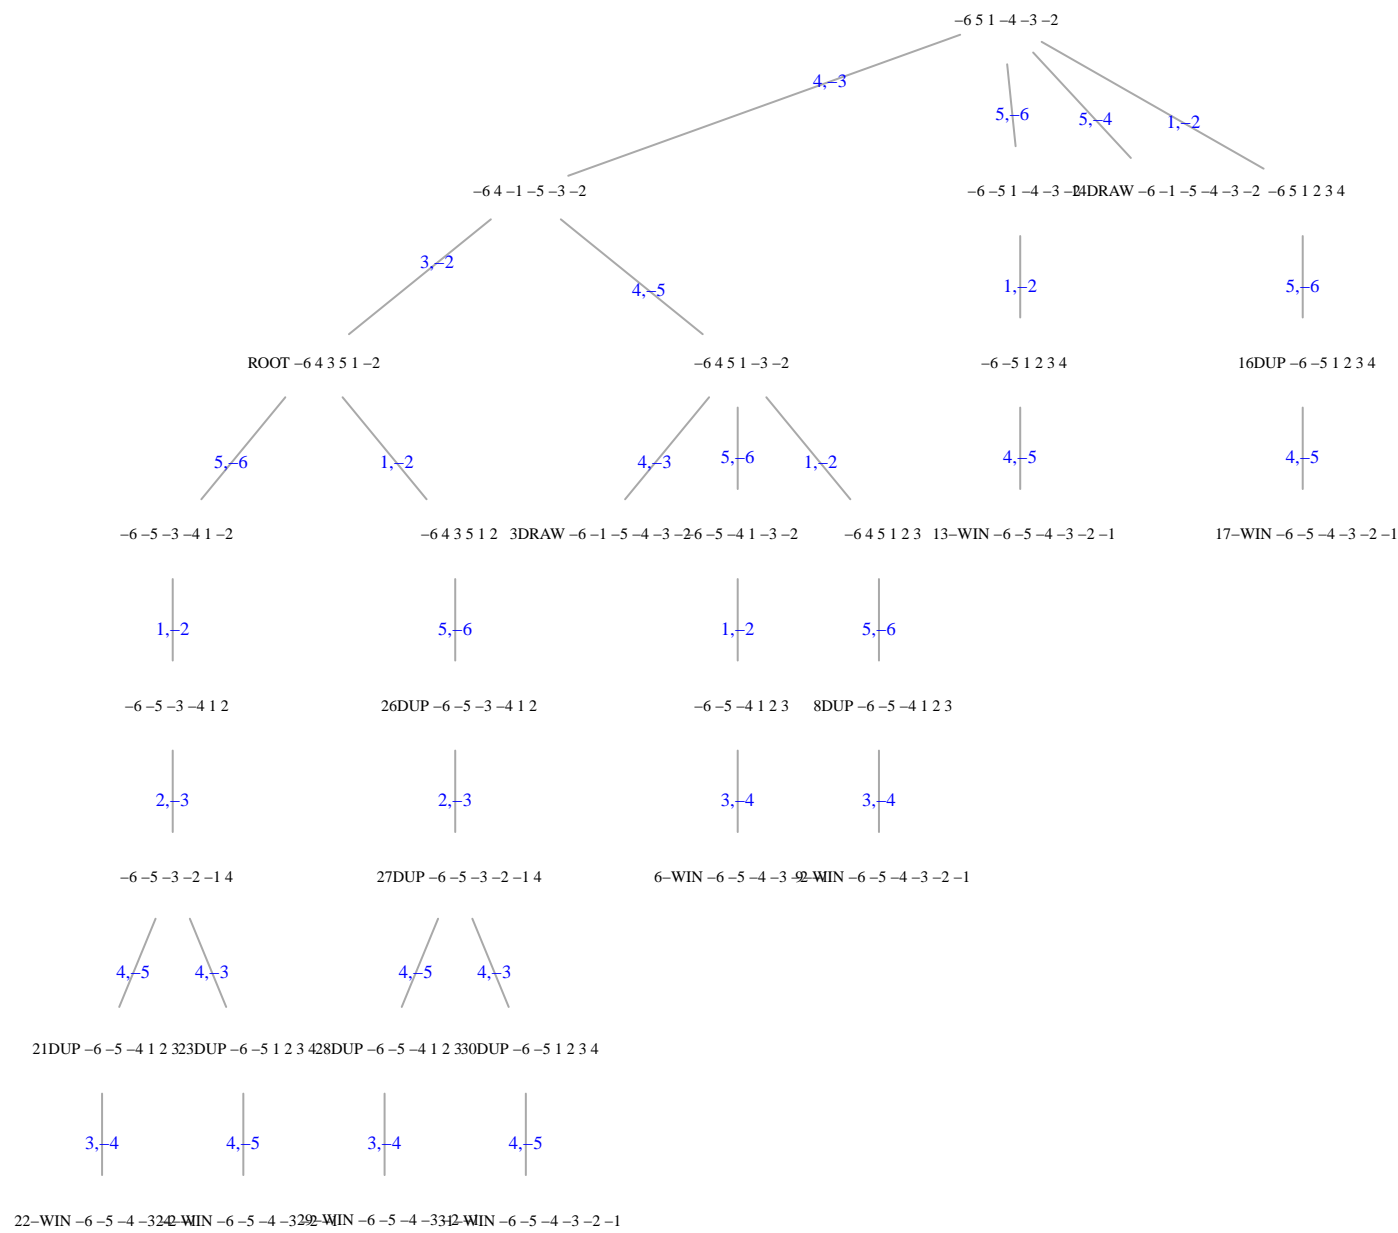 −6 5 1 −4 −3 −2
4,−3
5,−6
5,−4
1,−2
−6 4 −1 −5 −3 −2
−6 −5 1 −4 −3 −2
14DRAW −6 −1 −5 −4 −3 −2
−6 5 1 2 3 4
3,−2
4,−5
1,−2
5,−6
ROOT −6 4 3 5 1 −2
−6 4 5 1 −3 −2
−6 −5 1 2 3 4
16DUP −6 −5 1 2 3 4
5,−6
1,−2
4,−3
5,−6
1,−2
4,−5
4,−5
−6 −5 −3 −4 1 −2
−6 4 3 5 1 2
3DRAW −6 −1 −5 −4 −3 −2
−6 −5 −4 1 −3 −2
−6 4 5 1 2 3
13−WIN −6 −5 −4 −3 −2 −1
17−WIN −6 −5 −4 −3 −2 −1
1,−2
5,−6
1,−2
5,−6
−6 −5 −3 −4 1 2
26DUP −6 −5 −3 −4 1 2
−6 −5 −4 1 2 3
8DUP −6 −5 −4 1 2 3
2,−3
2,−3
3,−4
3,−4
−6 −5 −3 −2 −1 4
27DUP −6 −5 −3 −2 −1 4
6−WIN −6 −5 −4 −3 −2 −1
9−WIN −6 −5 −4 −3 −2 −1
4,−5
4,−3
4,−5
4,−3
21DUP −6 −5 −4 1 2 3
23DUP −6 −5 1 2 3 4
28DUP −6 −5 −4 1 2 3
30DUP −6 −5 1 2 3 4
3,−4
4,−5
3,−4
4,−5
22−WIN −6 −5 −4 −3 −2 −1
24−WIN −6 −5 −4 −3 −2 −1
29−WIN −6 −5 −4 −3 −2 −1
31−WIN −6 −5 −4 −3 −2 −1